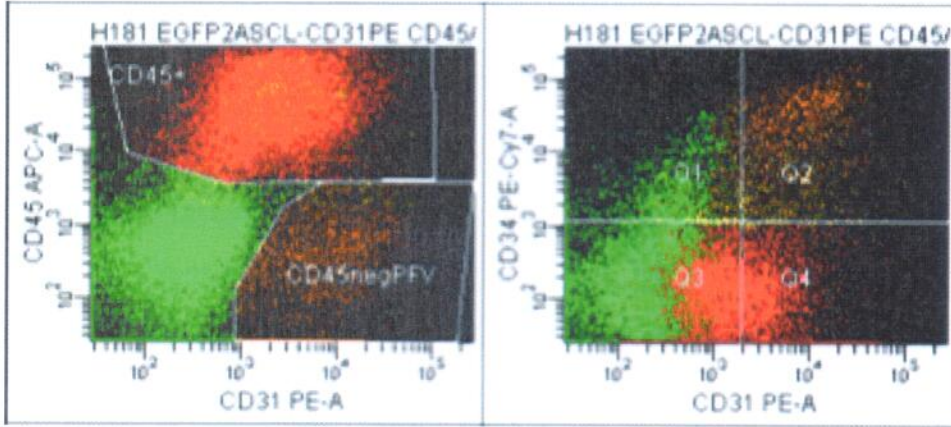 H181 EGFP2ASCL-CD31PE CD45/
CD45+
CD45negPFV
10^5
10^4
10^3
10^2
CD45 APC-A
10^2 10^3 10^4 10^5
CD31 PE-A
H181 EGFP2ASCL-CD31PE CD45/
Q1 Q2
Q3 Q4
10^5
10^4
10^3
10^2
CD34 PE-Cy7-A
10^2 10^3 10^4 10^5
CD31 PE-A